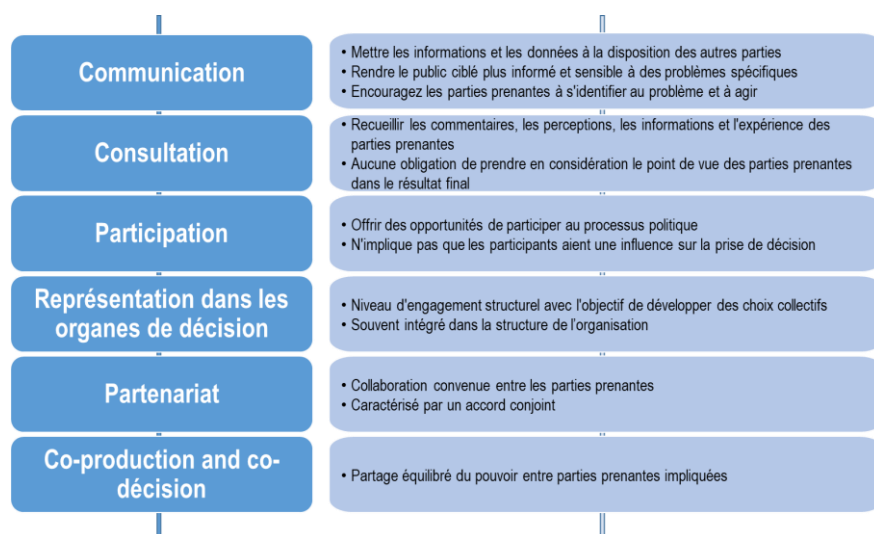 Communication
• Mettre les informations et les données à la disposition des autres parties
• Rendre le public ciblé plus informé et sensible à des problèmes spécifiques
• Encouragez les parties prenantes à s'identifier au problème et à agir
Consultation
• Recueillir les commentaires, les perceptions, les informations et l'expérience des
parties prenantes
• Aucune obligation de prendre en considération le point de vue des parties prenantes
dans le résultat final
Participation
• Offrir des opportunités de participer au processus politique
• N'implique pas que les participants aient une influence sur la prise de décision
Représentation dans les
organes de décision
• Niveau d'engagement structurel avec l'objectif de développer des choix collectifs
• Souvent intégré dans la structure de l'organisation
Partenariat
• Collaboration convenue entre les parties prenantes
• Caractérisé par un accord conjoint
Co-production and co-
décision
• Partage équilibré du pouvoir entre parties prenantes impliquées